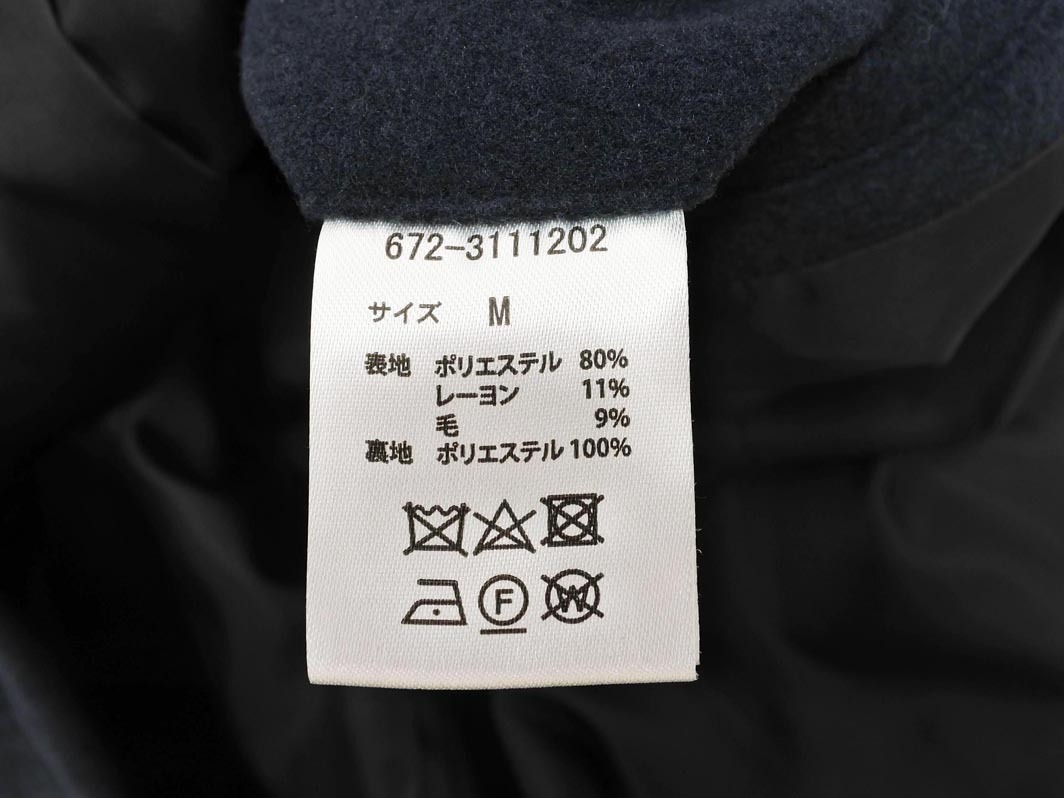 672-3111202
サイズ M
表地 ポリエステル 80%
レーヨン 11%
毛 9%
裏地 ポリエステル 100%
F W